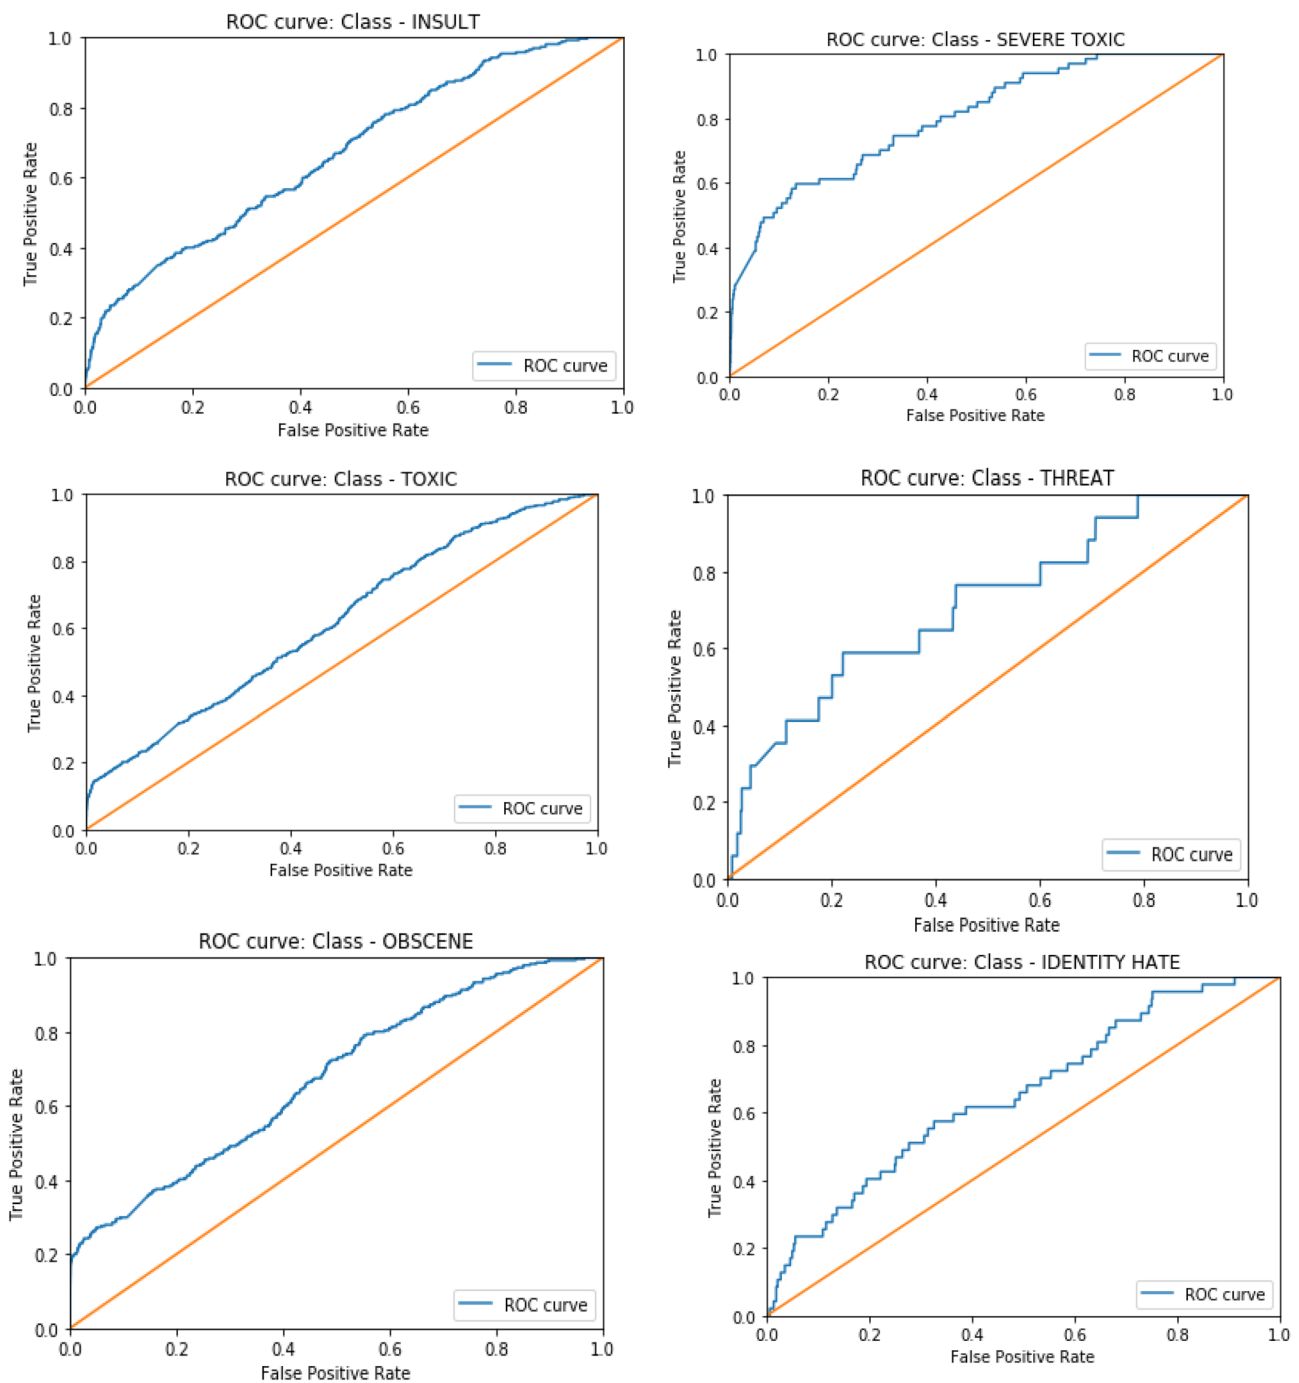 ROC curve: Class - INSULT
1.0
0.8
0.6
0.4
0.2
0.0
True Positive Rate
ROC curve
0.0 0.2 0.4 0.6 0.8 1.0
False Positive Rate
ROC curve: Class - SEVERE TOXIC
1.0
0.8
0.6
0.4
0.2
0.0
True Positive Rate
ROC curve
0.0 0.2 0.4 0.6 0.8 1.0
False Positive Rate
ROC curve: Class - TOXIC
1.0
0.8
0.6
0.4
0.2
0.0
True Positive Rate
ROC curve
0.0 0.2 0.4 0.6 0.8 1.0
False Positive Rate
ROC curve: Class - THREAT
1.0
0.8
0.6
0.4
0.2
0.0
True Positive Rate
ROC curve
0.0 0.2 0.4 0.6 0.8 1.0
False Positive Rate
ROC curve: Class - OBSCENE
1.0
0.8
0.6
0.4
0.2
0.0
True Positive Rate
ROC curve
0.0 0.2 0.4 0.6 0.8 1.0
False Positive Rate
ROC curve: Class - IDENTITY HATE
1.0
0.8
0.6
0.4
0.2
0.0
True Positive Rate
ROC curve
0.0 0.2 0.4 0.6 0.8 1.0
False Positive Rate